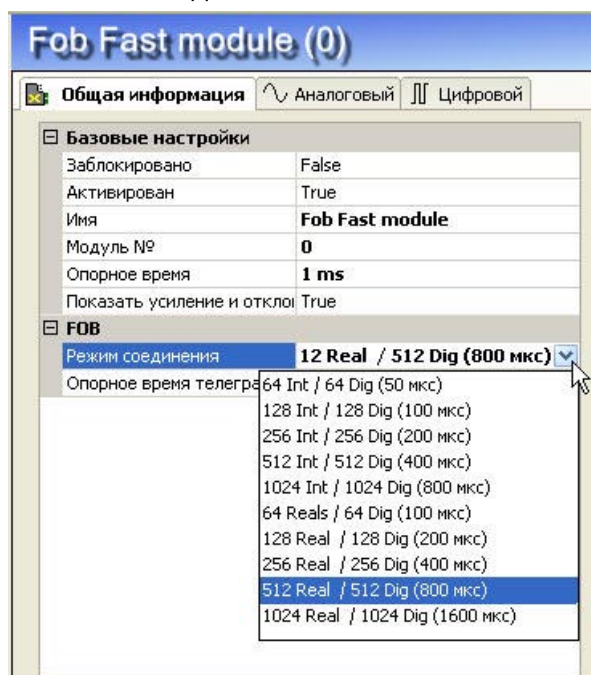 Fob Fast module (0)
Общая информация Аналоговый Цифровой
Базовые настройки
Заблокировано False
Активирован True
Имя Fob Fast module
Модуль № 0
Опорное время 1 ms
Показать усиление и откло True
FOB
Режим соединения 12 Real / 512 Dig (800 мкс)
Опорное время телегра
64 Int / 64 Dig (50 мкс)
128 Int / 128 Dig (100 мкс)
256 Int / 256 Dig (200 мкс)
512 Int / 512 Dig (400 мкс)
1024 Int / 1024 Dig (800 мкс)
64 Reals / 64 Dig (100 мкс)
128 Real / 128 Dig (200 мкс)
256 Real / 256 Dig (400 мкс)
512 Real / 512 Dig (800 мкс)
1024 Real / 1024 Dig (1600 мкс)